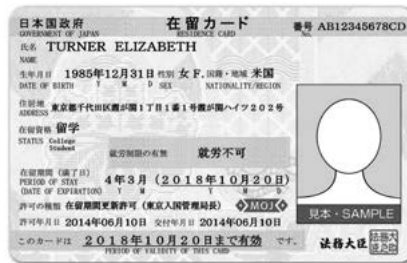 日本国政府 在留カード 番号 AB12345678CD
GOVERNMENT OF JAPAN RESIDENCE CARD No.
氏名 TURNER ELIZABETH
NAME
生年月日 1985年12月31日 性別 女 F. 国籍・地域 米国
DATE OF BIRTH Y M D SEX NATIONALITY/REGION
住居地 東京都千代田区霞が関1丁目1番1号霞が関ハイツ202号
ADDRESS
在留資格 留学
STATUS College
Student
就労制限の有無 就労不可
在留期間(満了日) 4年3月(2018年10月20日)
PERIOD OF STAY
(DATE OF EXPIRATION) Y M Y M D
許可の種類 在留期間更新許可(東京入国管理局長) MOJ
見本・SAMPLE
許可年月日 2014年06月10日 交付年月日 2014年06月10日
このカードは 2018年10月20日まで有効 です。
PERIOD OF VALIDITY OF THIS CARD
法務大臣